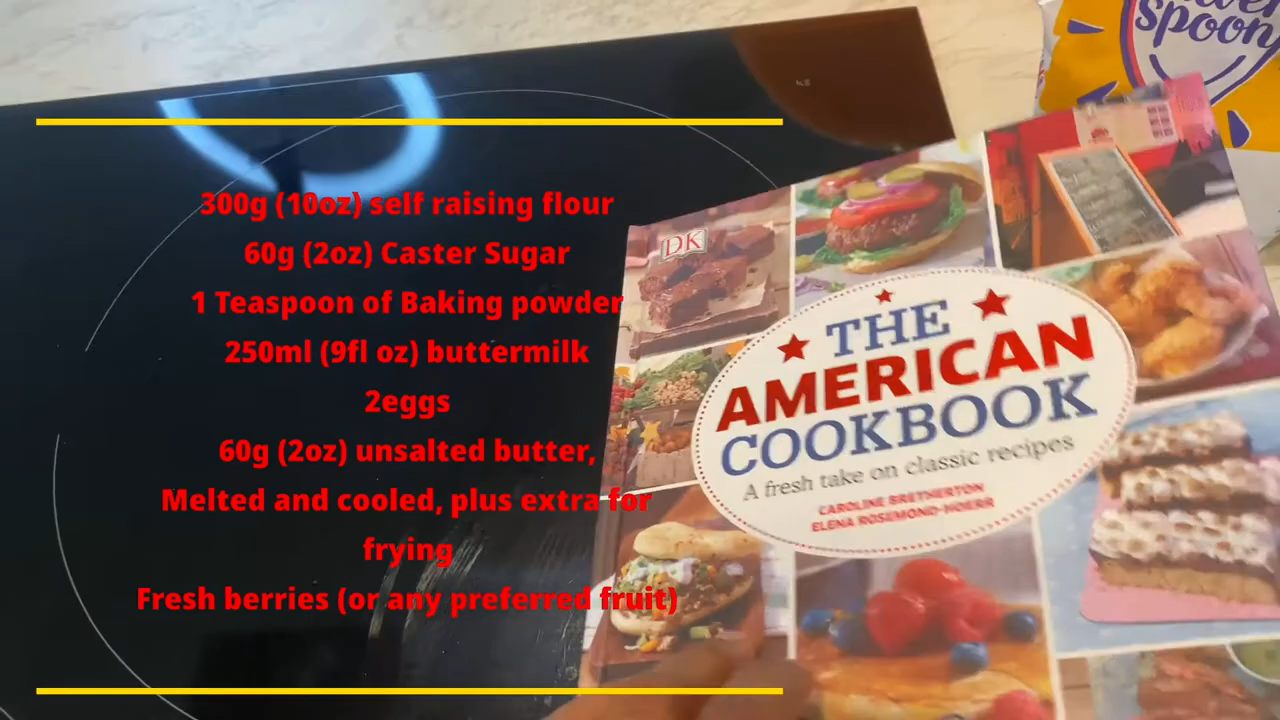 300g (10oz) self raising flour
60g (2oz) Caster Sugar
1 Teaspoon of Baking powder
250ml (9fl oz) buttermilk
2eggs
60g (2oz) unsalted butter,
Melted and cooled, plus extra for
frying
Fresh berries (or any preferred fruit)
DK
THE
AMERICAN
COOKBOOK
A fresh take on classic recipes
CAROLINE BRETHERTON
ELENA ROSEMOND-HOERR
spoon